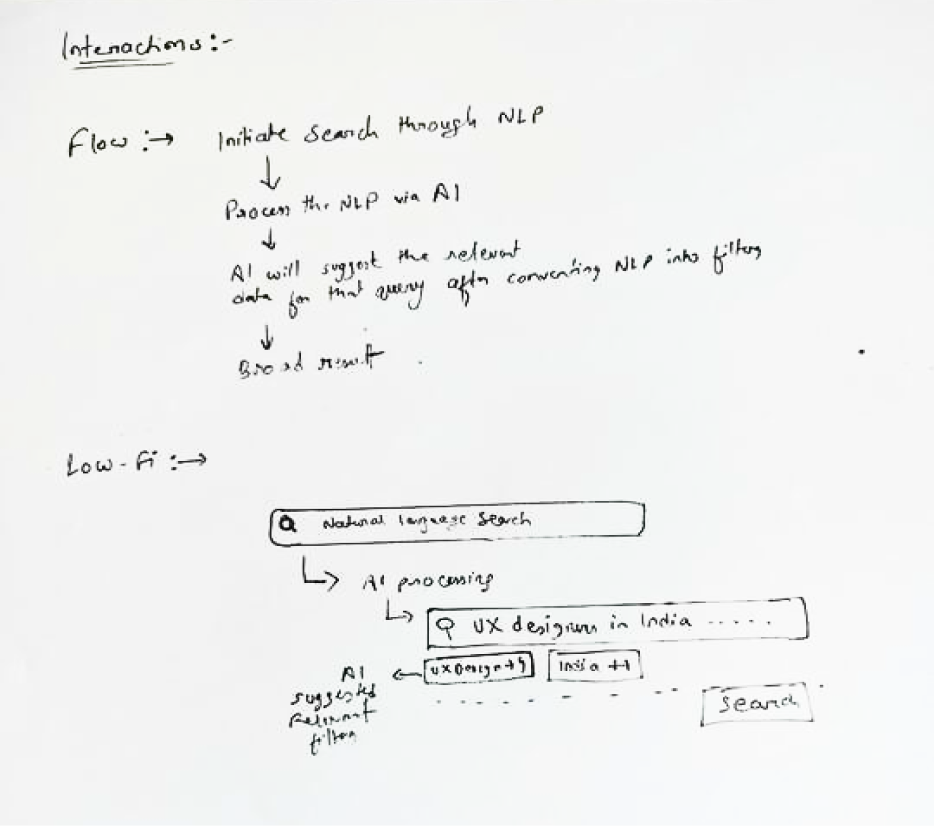 Interactions:-
Flow :→ Initiate search through NLP
↓
Process the NLP via AI
↓
AI will suggest the relevant
data for that query after converting NLP into filters
↓
Broad result
Low-Fi :→
Natural language search
AI processing
UX designers in India .....
UX Design +
India +1
AI
suggested
relevant
filters
Search